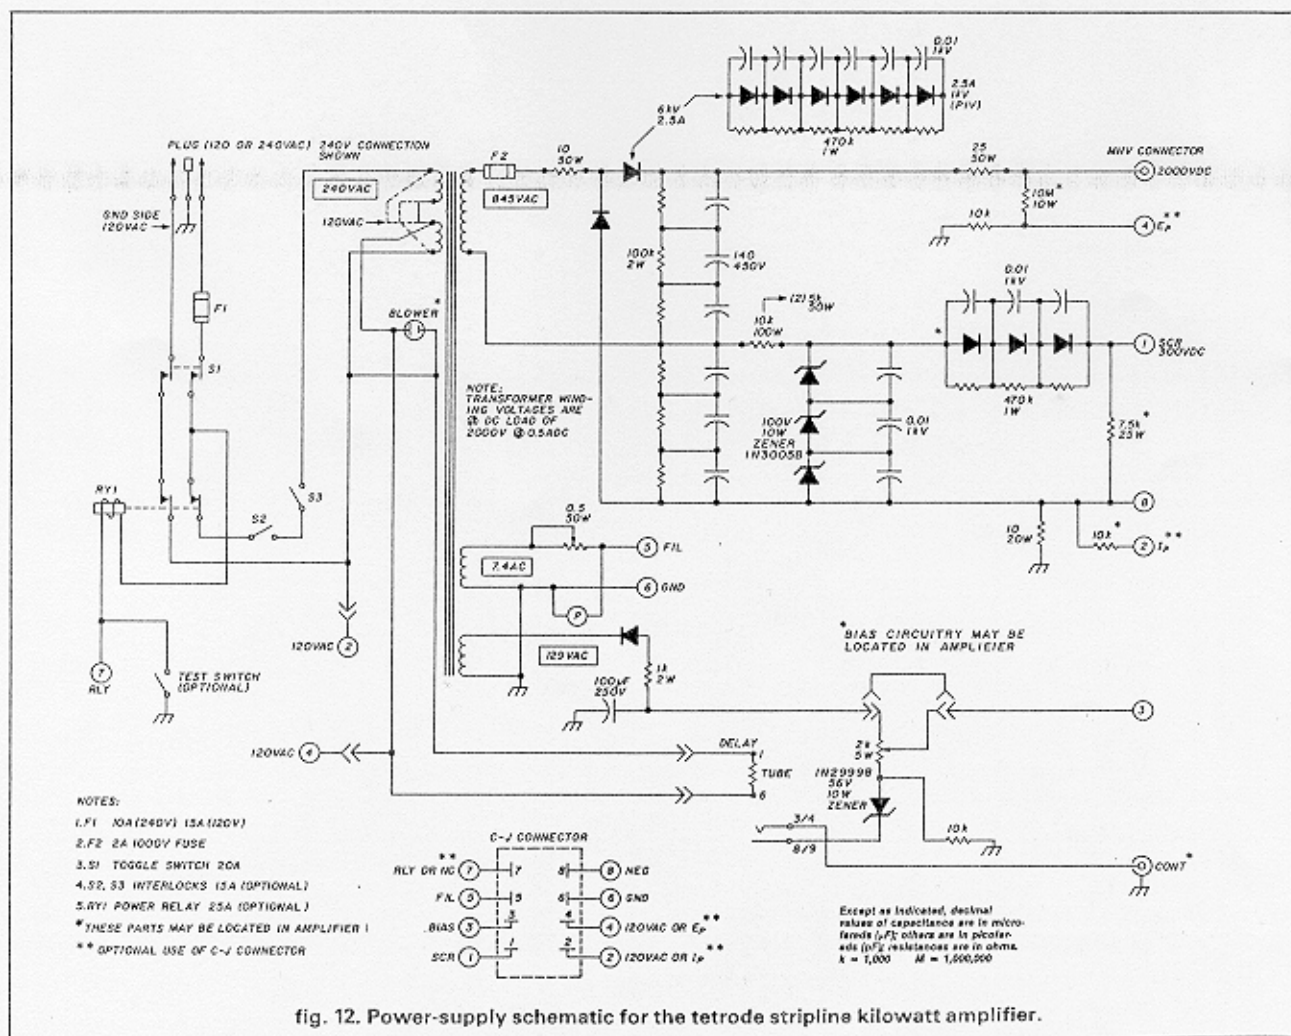 0.01
1kV
2.5A
1kV
(PIV)
6kV
2.5A
470k
1W
PLUG (120 OR 240VAC) 240V CONNECTION
SHOWN
F2
10
50W
25
50W
MHV CONNECTOR
2000VDC
240VAC
845VAC
10M*
10W
GND SIDE
120VAC
120VAC
10k
4 Ep**
100k
2W
140
450V
0.01
1kV
F1
BLOWER*
(2) 5k
50W
10k
100W
*
1 SCR
300VDC
S1
NOTE:
TRANSFORMER WIND-
ING VOLTAGES ARE
@ DC LOAD OF
2000V @ 0.5ADC
470k
1W
100V
10W
ZENER
1N3005B
0.01
1kV
7.5k*
25W
RY1
S3
S2
0.5
50W
8
10
20W
10k*
2 Ip**
5 FIL
7.4AC
6 GND
P
*BIAS CIRCUITRY MAY BE
LOCATED IN AMPLIFIER
120VAC 2
129VAC
7
RLY
TEST SWITCH
(OPTIONAL)
1k
2W
100µF
250V
3
120VAC 4
DELAY
1
TUBE
6
2k
5W
1N2999B
56V
10W
ZENER
10k
3/4
8/9
CONT*
NOTES:
1. F1 10A (240V) 15A (120V)
2. F2 2A 1000V FUSE
3. S1 TOGGLE SWITCH 20A
4. S2, S3 INTERLOCKS 15A (OPTIONAL)
5. RY1 POWER RELAY 25A (OPTIONAL)
*THESE PARTS MAY BE LOCATED IN AMPLIFIER
** OPTIONAL USE OF C-J CONNECTOR
C-J CONNECTOR
RLY OR NC** 7 7 8 8 NEG
FIL 5 5 6 6 GND
BIAS 3 3 4 4 120VAC OR Ep**
SCR 1 1 2 2 120VAC OR Ip**
Except as indicated, decimal
values of capacitance are in micro-
farads (µF); others are in picofar-
ads (pF); resistances are in ohms.
k = 1,000 M = 1,000,000
fig. 12. Power-supply schematic for the tetrode stripline kilowatt amplifier.